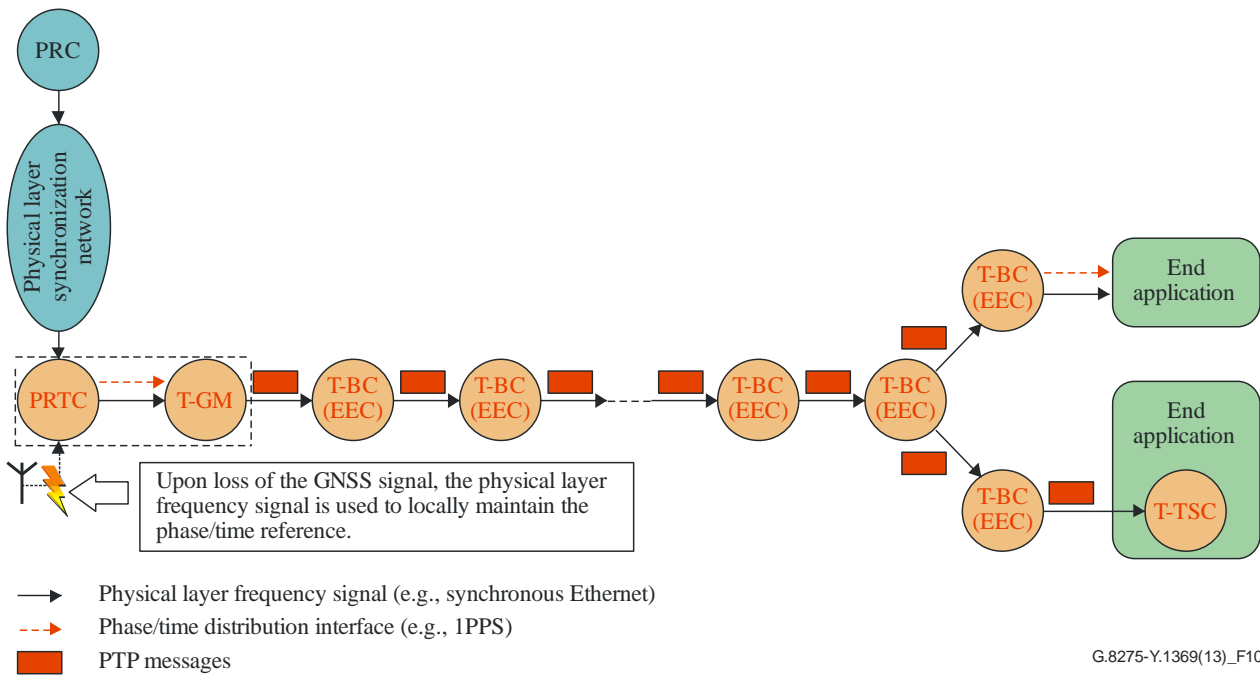 PRC
Physical layer
synchronization
network
PRTC
T-GM
T-BC
(EEC)
T-BC
(EEC)
T-BC
(EEC)
T-BC
(EEC)
T-BC
(EEC)
End
application
T-BC
(EEC)
End
application
T-TSC
Upon loss of the GNSS signal, the physical layer
frequency signal is used to locally maintain the
phase/time reference.
Physical layer frequency signal (e.g., synchronous Ethernet)
Phase/time distribution interface (e.g., 1PPS)
PTP messages
G.8275-Y.1369(13)_F10